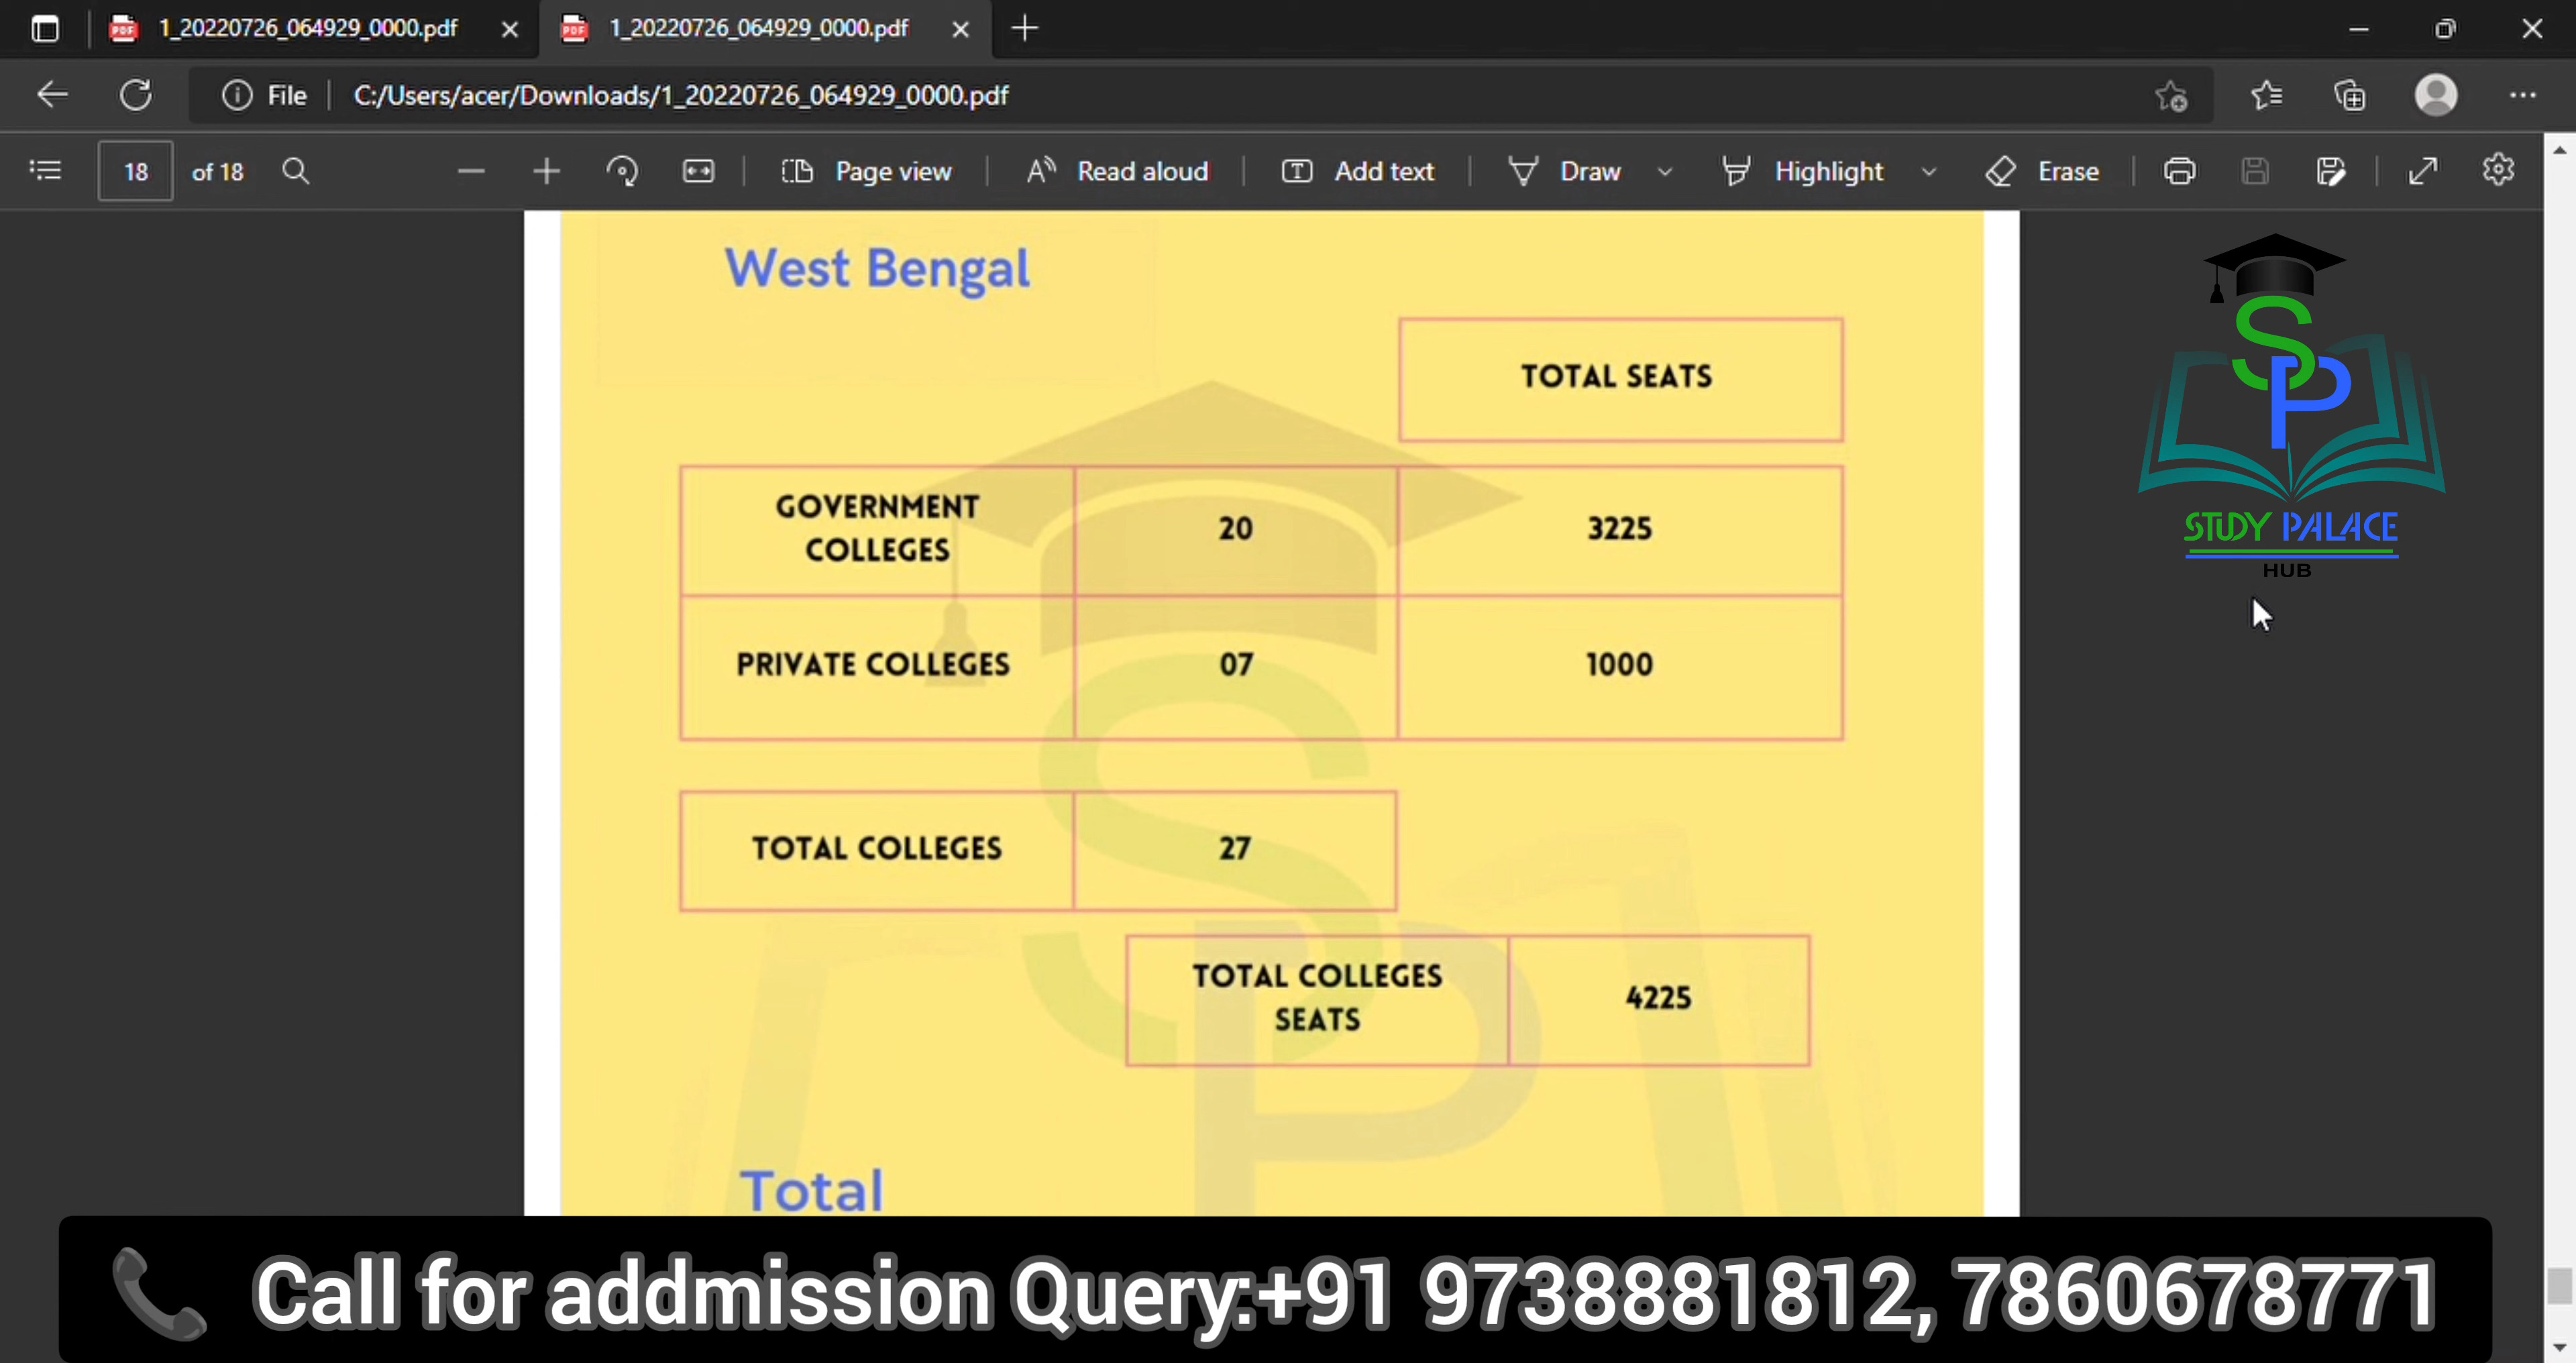 1_20220726_064929_0000.pdf
1_20220726_064929_0000.pdf
File
C:/Users/acer/Downloads/1_20220726_064929_0000.pdf
18 of 18
Page view
Read aloud
Add text
Draw
Highlight
Erase
West Bengal
TOTAL SEATS
GOVERNMENT
COLLEGES
20
3225
PRIVATE COLLEGES
07
1000
TOTAL COLLEGES
27
TOTAL COLLEGES
SEATS
4225
Total
SP
STUDY PALACE
HUB
Call for addmission Query:+91 9738881812, 7860678771